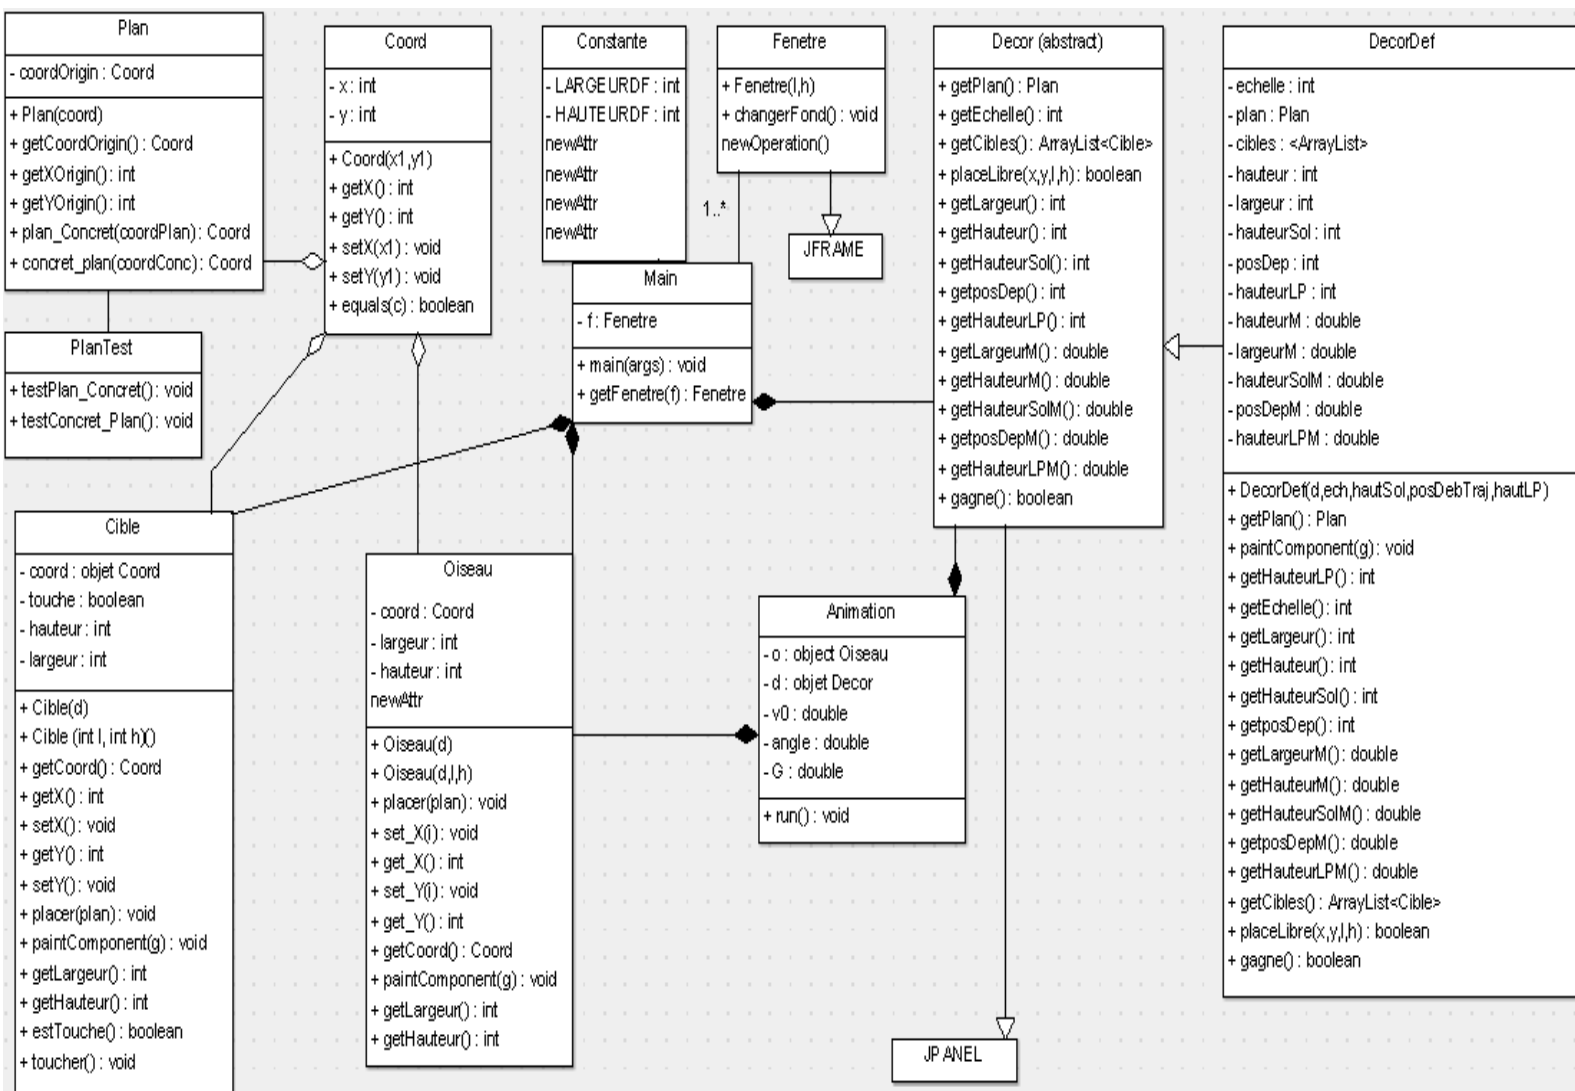 Plan
- coordOrigin : Coord
+ Plan(coord)
+ getCoordOrigin() : Coord
+ getXOrigin() : int
+ getYOrigin() : int
+ plan_Concret(coordPlan) : Coord
+ concret_plan(coordConc) : Coord
PlanTest
+ testPlan_Concret() : void
+ testConcret_Plan() : void
Coord
- x : int
- y : int
+ Coord(x1,y1)
+ getX() : int
+ getY() : int
+ setX(x1) : void
+ setY(y1) : void
+ equals(c) : boolean
Constante
- LARGEURDF : int
- HAUTEURDF : int
newAttr
newAttr
newAttr
newAttr
Fenetre
+ Fenetre(l,h)
+ changerFond() : void
newOperation()
1..*
JFRAME
Main
- f : Fenetre
+ main(args) : void
+ getFenetre(f) : Fenetre
Decor (abstract)
+ getPlan() : Plan
+ getEchelle() : int
+ getCibles() : ArrayList<Cible>
+ placeLibre(x,y,l,h) : boolean
+ getLargeur() : int
+ getHauteur() : int
+ getHauteurSol() : int
+ getposDep() : int
+ getHauteurLP() : int
+ getLargeurM() : double
+ getHauteurM() : double
+ getHauteurSolM() : double
+ getposDepM() : double
+ getHauteurLPM() : double
+ gagne() : boolean
DecorDef
- echelle : int
- plan : Plan
- cibles : <ArrayList>
- hauteur : int
- largeur : int
- hauteurSol : int
- posDep : int
- hauteurLP : int
- hauteurM : double
- largeurM : double
- hauteurSolM : double
- posDepM : double
- hauteurLPM : double
+ DecorDef(d,ech,hautSol,posDebTraj,hautLP)
+ getPlan() : Plan
+ paintComponent(g) : void
+ getHauteurLP() : int
+ getEchelle() : int
+ getLargeur() : int
+ getHauteur() : int
+ getHauteurSol() : int
+ getposDep() : int
+ getLargeurM() : double
+ getHauteurM() : double
+ getHauteurSolM() : double
+ getposDepM() : double
+ getHauteurLPM() : double
+ getCibles() : ArrayList<Cible>
+ placeLibre(x,y,l,h) : boolean
+ gagne() : boolean
Cible
- coord : objet Coord
- touche : boolean
- hauteur : int
- largeur : int
+ Cible(d)
+ Cible (int l, int h)()
+ getCoord() : Coord
+ getX() : int
+ setX() : void
+ getY() : int
+ setY() : void
+ placer(plan) : void
+ paintComponent(g) : void
+ getLargeur() : int
+ getHauteur() : int
+ estTouche() : boolean
+ toucher() : void
Oiseau
- coord : Coord
- largeur : int
- hauteur : int
newAttr
+ Oiseau(d)
+ Oiseau(d,l,h)
+ placer(plan) : void
+ set_X(i) : void
+ get_X() : int
+ set_Y(i) : void
+ get_Y() : int
+ getCoord() : Coord
+ paintComponent(g) : void
+ getLargeur() : int
+ getHauteur() : int
Animation
- o : object Oiseau
- d : objet Decor
- v0 : double
- angle : double
- G : double
+ run() : void
JPANEL